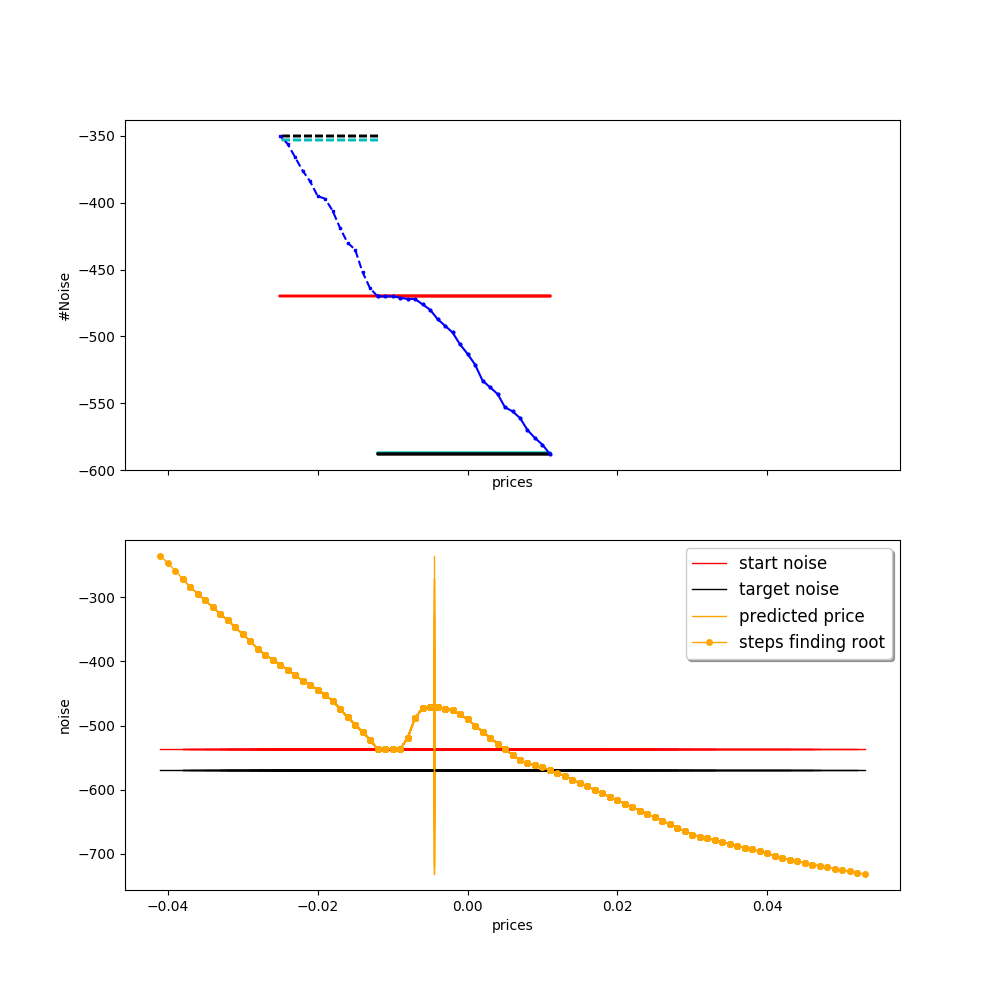 −350
−400
−450
−500
−550
−600
#Noise
prices
−300
−400
−500
−600
−700
noise
start noise
target noise
predicted price
steps finding root
−0.04 −0.02 0.00 0.02 0.04
prices